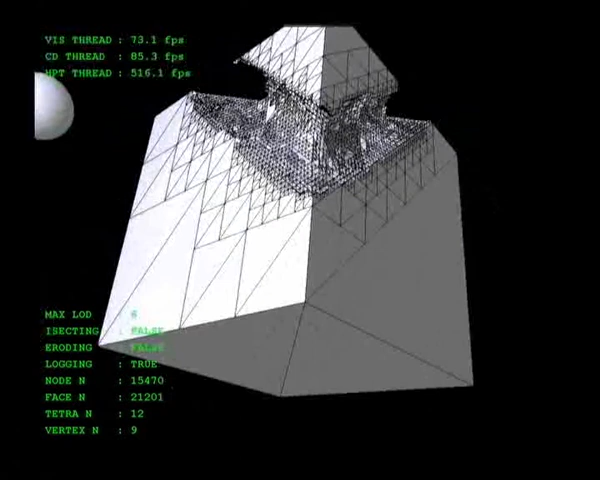 VIS THREAD : 73.1 fps
CD THREAD : 85.3 fps
HPT THREAD : 516.1 fps
MAX LOD : 6
ISECTING : FALSE
ERODING : FALSE
LOGGING : TRUE
NODE N : 15470
FACE N : 21201
TETRA N : 12
VERTEX N : 9